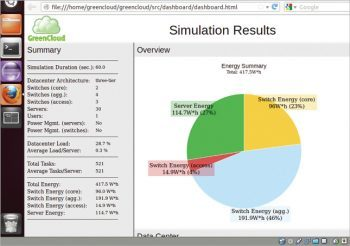 file:///home/greencloud/greencloud/src/dashboard/dashboard.html
Google
GreenCloud
Simulation Results
Summary
Simulation Duration (sec.): 60.0
Datacenter Architecture: three-tier
Switches (core): 2
Switches (agg.): 4
Switches (access): 3
Servers: 30
Users: 1
Power Mgmt. (servers): No
Power Mgmt. (switches): No
Datacenter Load: 28.7 %
Average Load/Server: 0.3
Total Tasks: 521
Average Tasks/Server:
Total Energy: 417.5 W*h
Switch Energy (core): 96.0 W*h
Switch Energy (agg.): 191.9 W*h
Switch Energy (access): 14.9 W*h
Server Energy: 114.7 W*h
Overview
Energy Summary
Total: 417.5W*h
Server Energy
114.7W*h (27%)
Switch Energy (core)
96W*h (23%)
Switch Energy (access)
14.9W*h (4%)
Switch Energy (agg.)
191.9W*h (46%)
Data Center